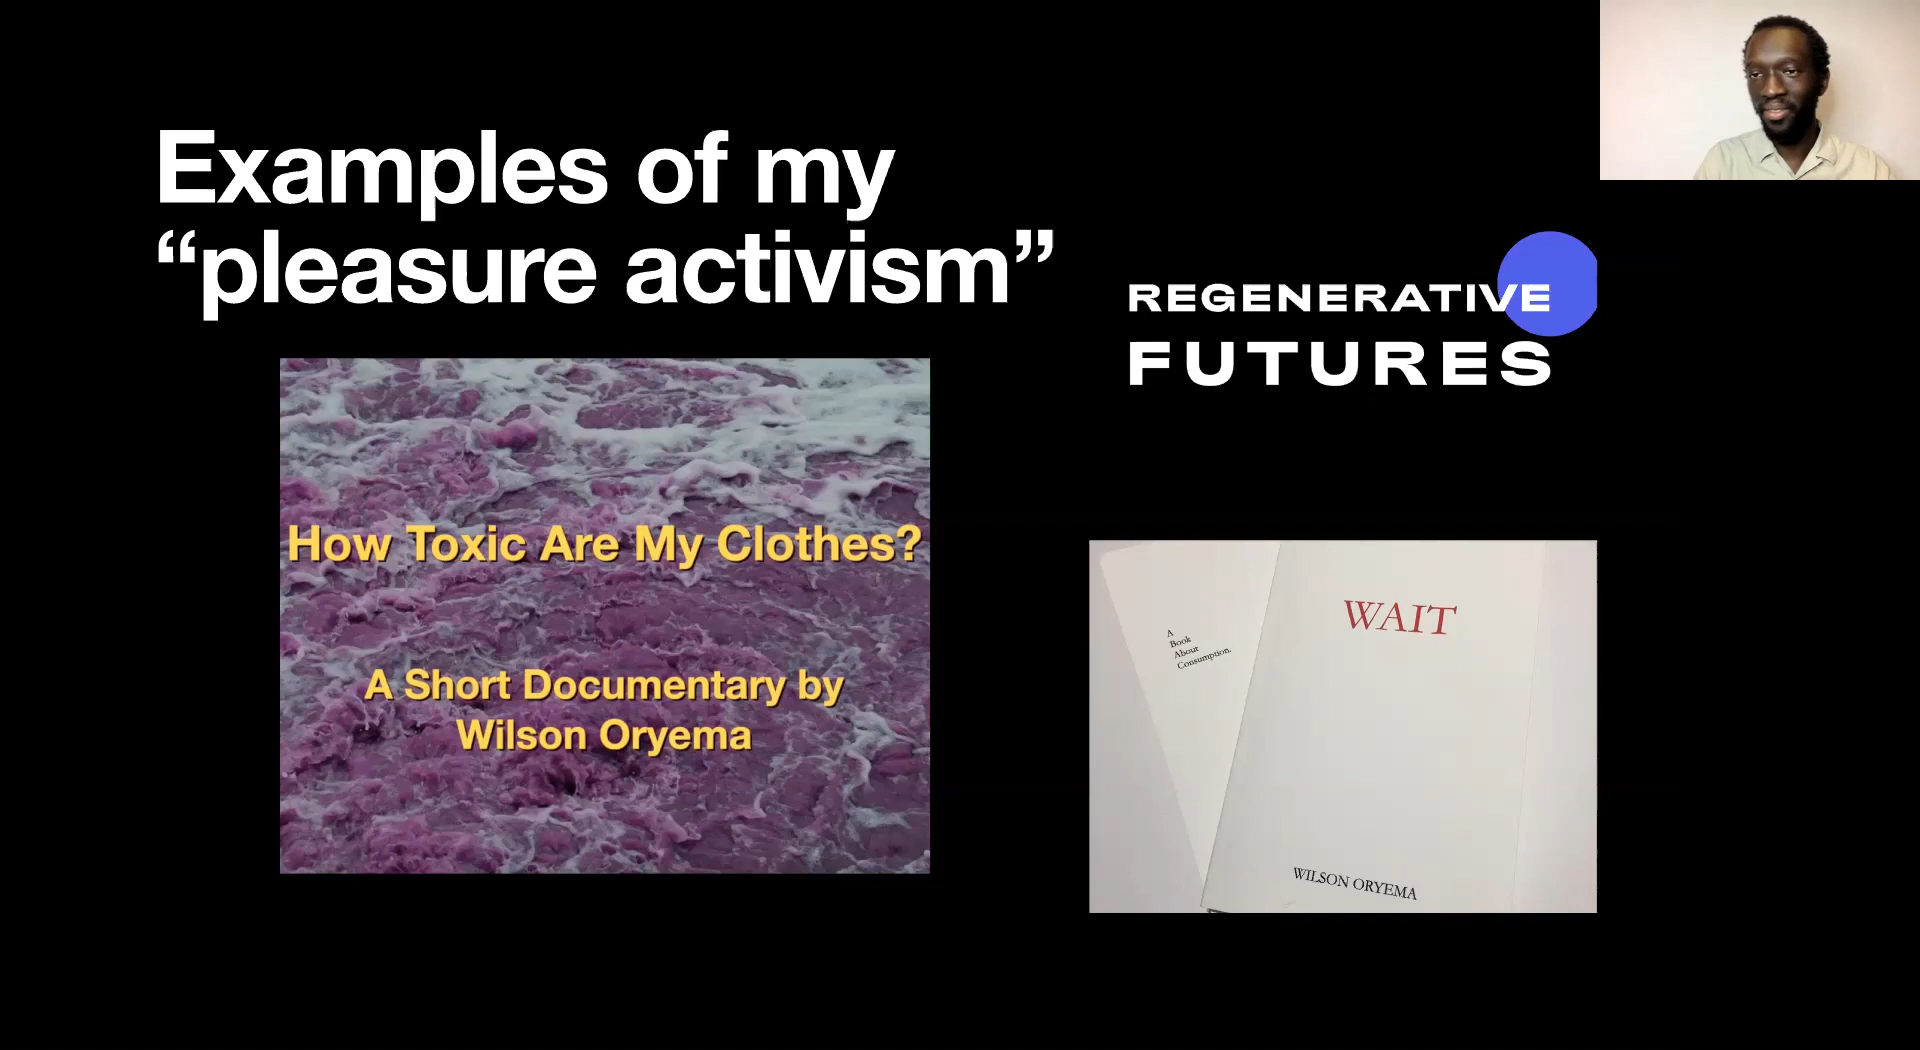 Examples of my
“pleasure activism”
REGENERATIVE
FUTURES
How Toxic Are My Clothes?
A Short Documentary by
Wilson Oryema
A
Book
About
Consumption.
WAIT
WILSON ORYEMA